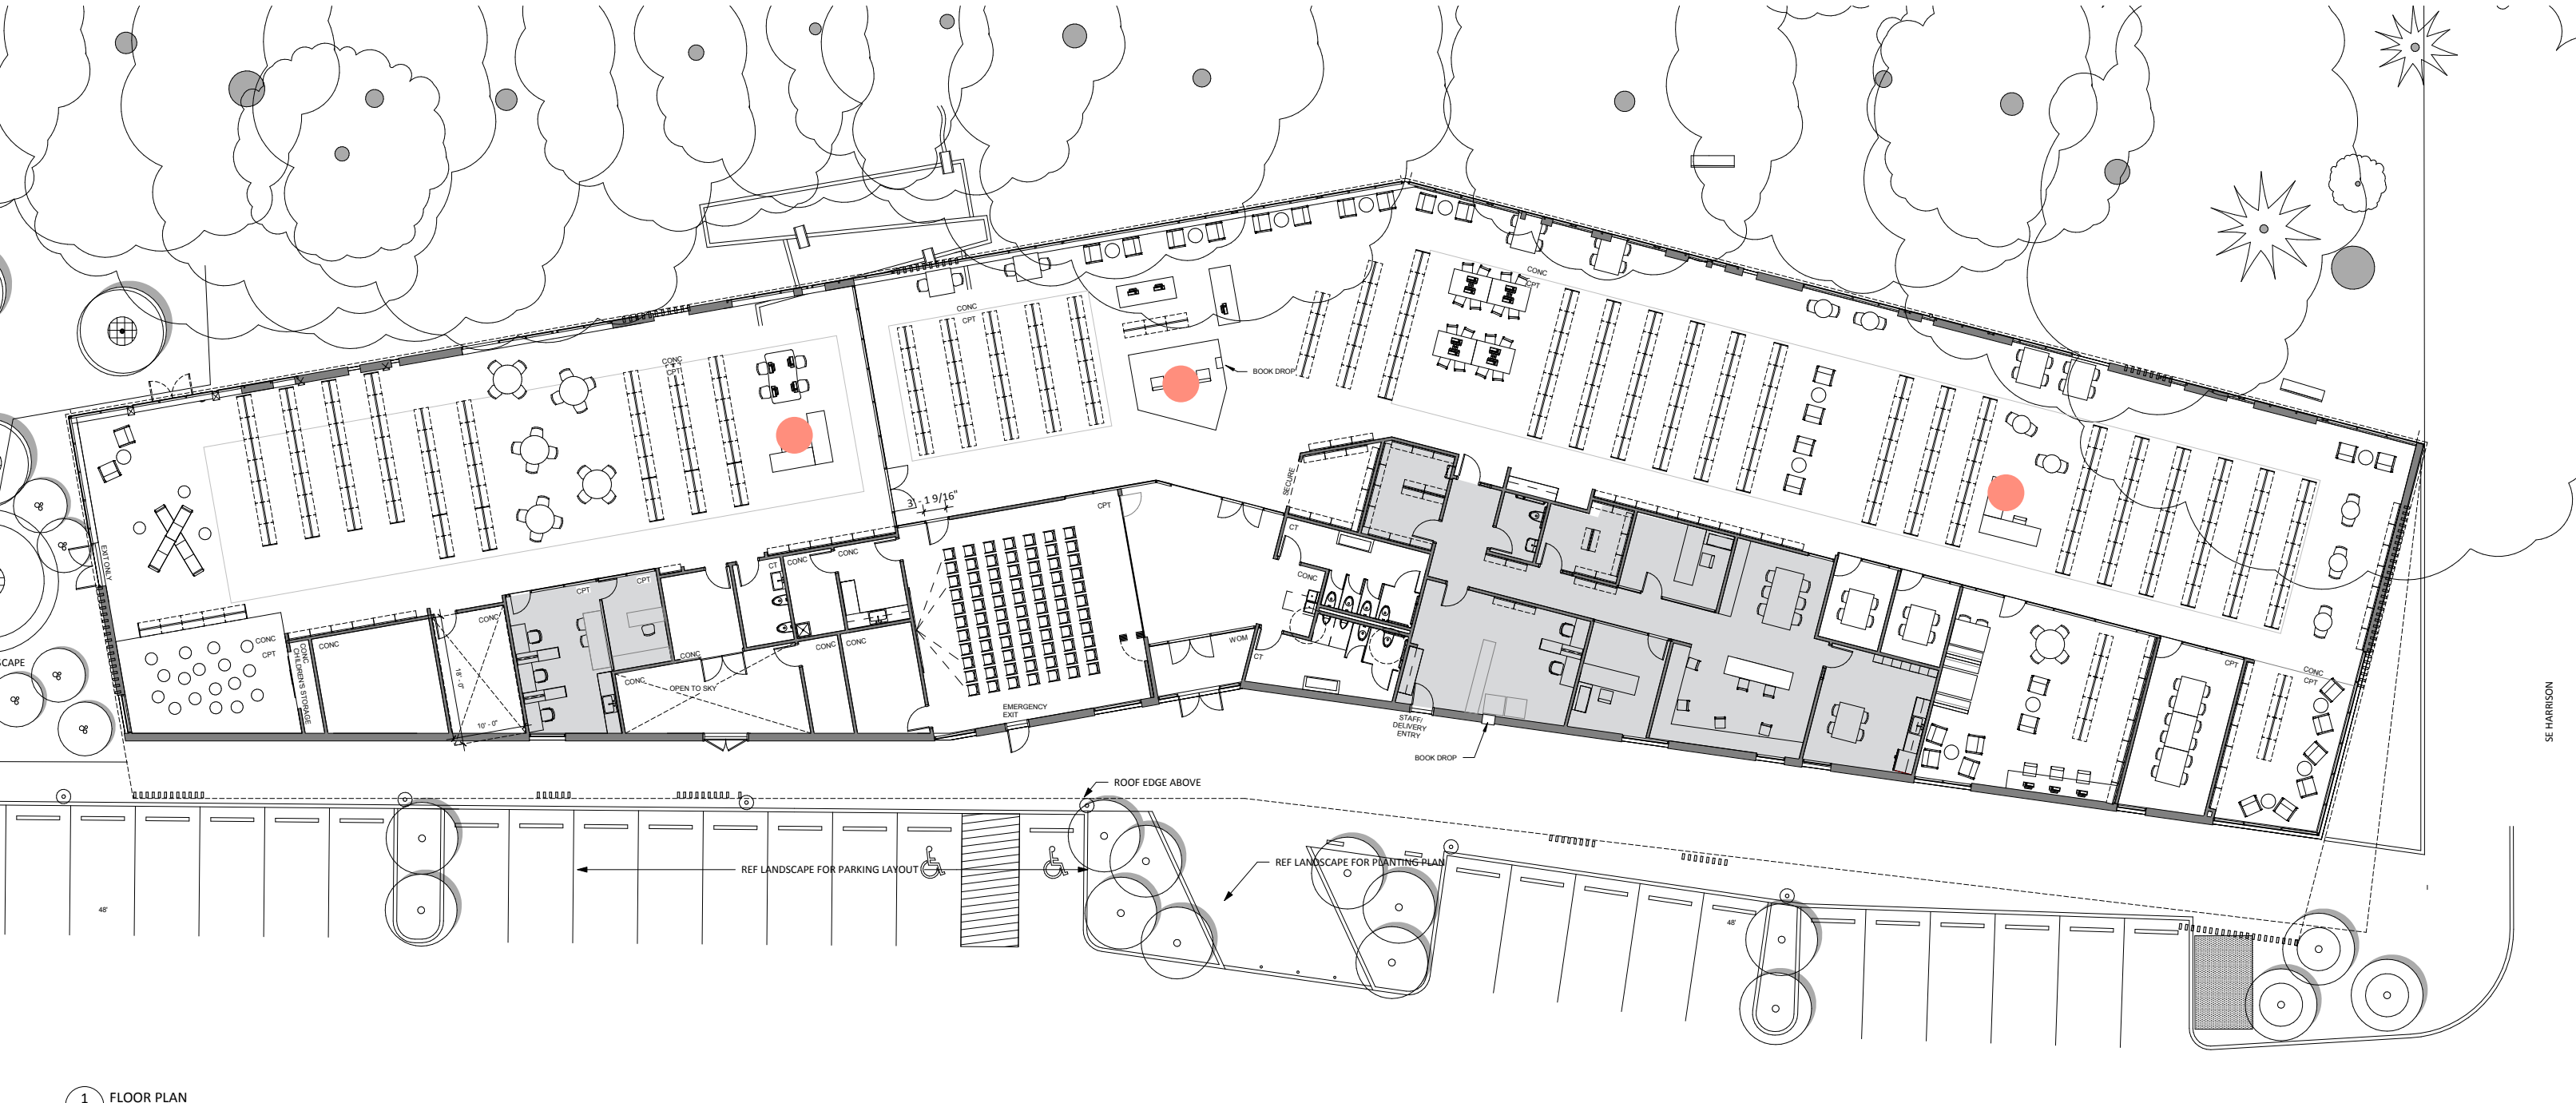 CONC
CPT
CONC
CPT
CONC
CPT
BOOK DROP
3' - 1 9/16"
CPT
SECURE
CT
CONC
EXIT ONLY
CPT
CPT
CT
CONC
CONC
CONC
CONC
CPT
CONC
CHILDREN'S STORAGE
CONC
18' - 0"
10' - 0"
CONC
CONC
CONC
OPEN TO SKY
CONC
CONC
WOM
CT
EMERGENCY
EXIT
STAFF/
DELIVERY
ENTRY
BOOK DROP
CPT
CONC
CPT
SE HARRISON
SCAPE
ROOF EDGE ABOVE
REF LANDSCAPE FOR PARKING LAYOUT
REF LANDSCAPE FOR PLANTING PLAN
48'
48'
1
FLOOR PLAN